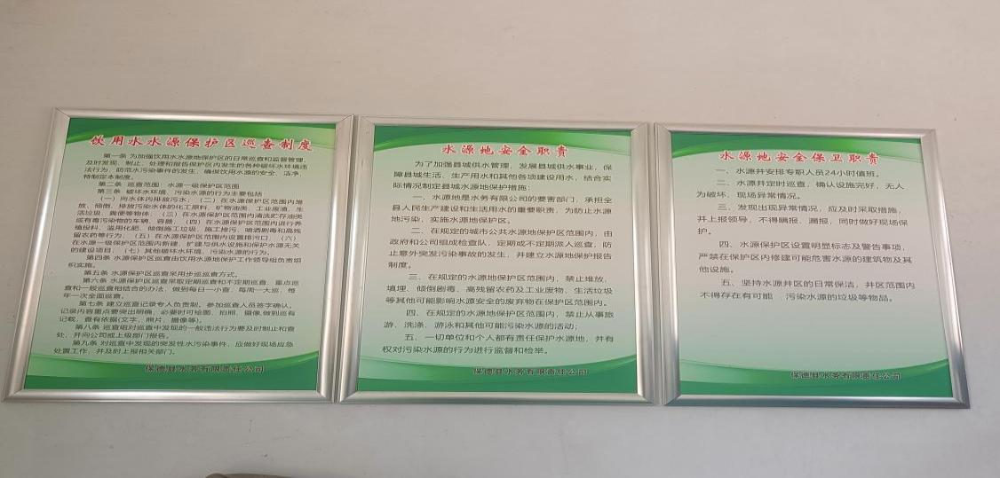 饮用水水源保护区巡查制度
第一条 为加强饮用水水源地保护区的日常巡查和监督管理,
及时发现、制止、处理和报告保护区内发生的各种破坏水环境违
法行为，防范水污染事件的发生，确保饮用水源的安全、洁净，
特制定本制度。
第二条 巡查范围：水源一级保护区范围
第三条 破坏水环境、污染水源的行为主要包括
（一）向水体内排放污水；（二）在水源保护区范围内堆
放、倾倒、排放污染水体的化工原料、矿物油类、工业废渣、生
活垃圾、粪便等物体，（三）在水源保护区范围内清洗贮存油类
或有毒污染物的车辆、容器，（四）在水源保护区范围内进行养
殖投料、滥用化肥、倾倒施工垃圾、施工排污、喷洒剧毒和高残
留农药等行为，（五）在水源保护区范围内设置排污口，（六）
在水源一级保护区范围内新建、扩建与供水设施和保护水源无关
的建设项目，（七）其他破坏水环境、污染水源的行为。
第四条 水源保护区巡查由饮用水源地保护工作领导组负责组
织实施。
第五条 水源保护区巡查采用步巡巡查方式。
第六条 水源保护区巡查采取定期巡查和不定期巡查、重点巡
查和一般巡查相结合的办法，做到每日一小查，每周一大巡，每
年一次全面巡查。
第七条 建立巡查记录专人负责制，参加巡查人员签字确认，
记录内容重点要突出明确，必要时可绘图、拍照、摄像,做到巡有
记载，查有依据(文字、照片、摄像等)。
第八条 巡查组对巡查中发现的一般违法行为要及时制止和查
处，并向公司或上级部门报告。
第九条 对巡查中发现的突发性水污染事件，应做好现场应急
处置工作，并及时上报相关部门。
保德县水务有限责任公司
水源地安全职责
为了加强县城供水管理，发展县城供水事业，保
障县城生活、生产用水和其他各项建设用水，结合实
际情况制定县城水源地保护措施：
一、水源地是水务有限公司的要害部门，承担全
县人民生产建设和生活用水的重要职责，为防止水源
地污染，实施水源地保护区。
二、在规定的城市公共水源地保护区范围内，由
政府和公司组成检查队，定期或不定期派人巡查，防
止意外突发污染事故的发生，并建立水源地保护报告
制度。
三、在规定的水源地保护区范围内，禁止堆放、
填埋、倾倒剧毒、高残留农药及工业废物、生活垃圾
等其他可能影响水源安全的废弃物在保护区范围内。
四、在规定的水源地保护区范围内，禁止从事旅
游、洗涤、游泳和其他可能污染水源的活动；
五、一切单位和个人都有责任保护水源地，并有
权对污染水源的行为进行监督和检举。
保德县水务有限责任公司
水源地安全保卫职责
一、水源井安排专职人员24小时值班。
二、水源井定时巡查，确认设施完好，无人
为破坏、现场异常情况。
三、发现出现异常情况，应及时采取措施，
并上报领导，不得瞒报、漏报，同时做好现场保
护。
四、水源保护区设置明显标志及警告事项，
严禁在保护区内修建可能危害水源的建筑物及其
他设施。
五、坚持水源井区的日常保洁，井区范围内
不得存在有可能 污染水源的垃圾等物品。
保德县水务有限责任公司